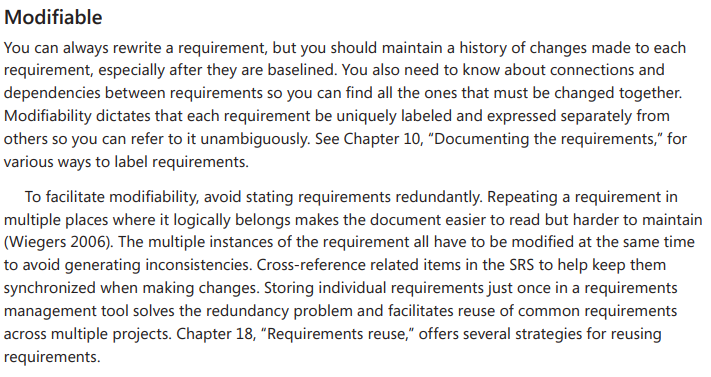 Modifiable
You can always rewrite a requirement, but you should maintain a history of changes made to each
requirement, especially after they are baselined. You also need to know about connections and
dependencies between requirements so you can find all the ones that must be changed together.
Modifiability dictates that each requirement be uniquely labeled and expressed separately from
others so you can refer to it unambiguously. See Chapter 10, “Documenting the requirements,” for
various ways to label requirements.
To facilitate modifiability, avoid stating requirements redundantly. Repeating a requirement in
multiple places where it logically belongs makes the document easier to read but harder to maintain
(Wiegers 2006). The multiple instances of the requirement all have to be modified at the same time
to avoid generating inconsistencies. Cross-reference related items in the SRS to help keep them
synchronized when making changes. Storing individual requirements just once in a requirements
management tool solves the redundancy problem and facilitates reuse of common requirements
across multiple projects. Chapter 18, “Requirements reuse,” offers several strategies for reusing
requirements.